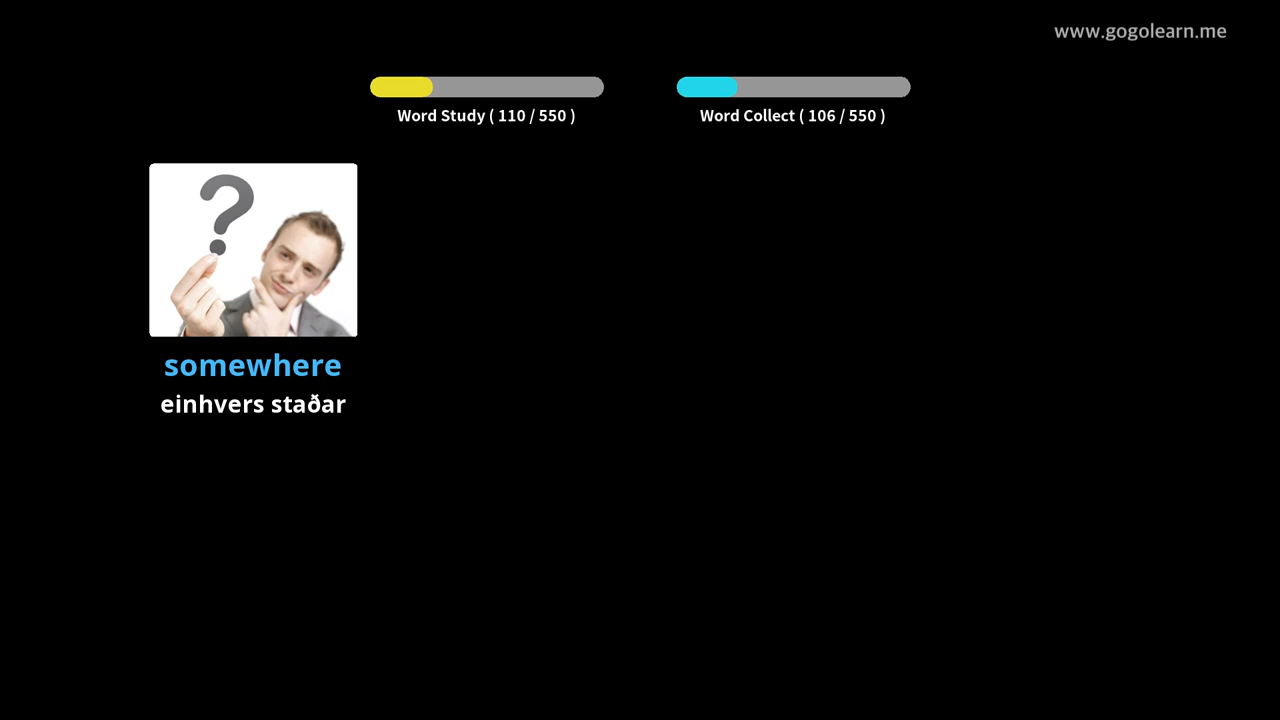 www.gogolearn.me
Word Study ( 110 / 550 )
Word Collect ( 106 / 550 )
?
somewhere
einhvers staðar